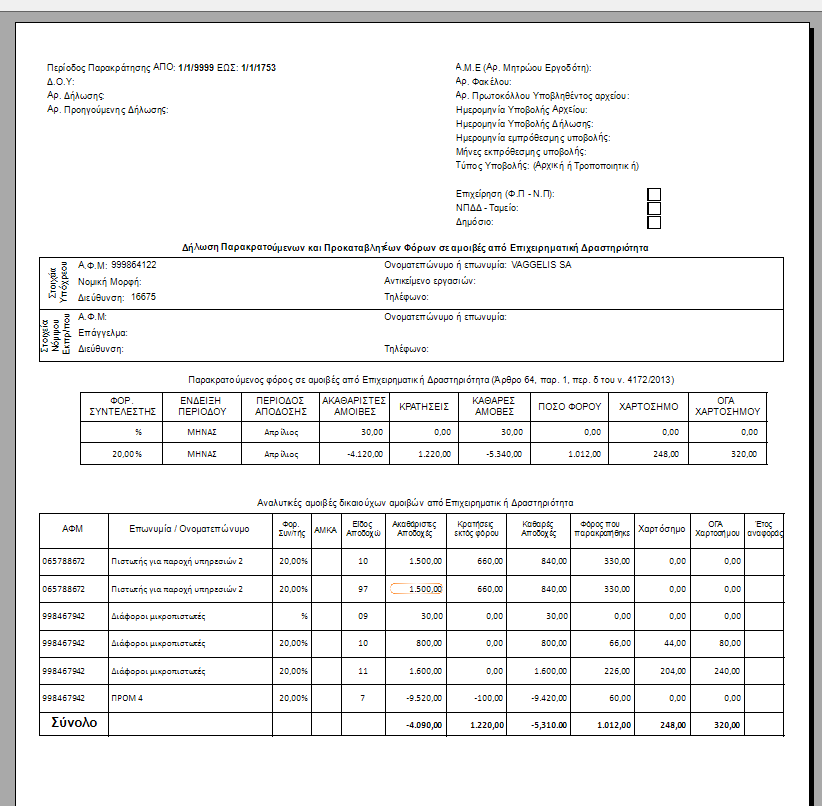 Περίοδος Παρακράτησης ΑΠΟ: 1/1/9999 ΕΩΣ: 1/1/1753
Δ.Ο.Υ:
Αρ. Δήλωσης:
Αρ. Προηγούμενης Δήλωσης:
Α.Μ.Ε (Αρ. Μητρώου Εργοδότη):
Αρ. Φακέλου:
Αρ. Πρωτοκόλλου Υποβληθέντος αρχείου:
Ημερομηνία Υποβολής Αρχείου:
Ημερομηνία Υποβολής Δήλωσης:
Ημερομηνία εμπρόθεσμης υποβολής:
Μήνες εκπρόθεσμης υποβολής:
Τύπος Υποβολής: (Αρχική ή Τροποποιητική)
Επιχείρηση (Φ.Π - Ν.Π):
ΝΠΔΔ - Ταμείο:
Δημόσιο:
Δήλωση Παρακρατούμενων και Προκαταβλητέων Φόρων σε αμοιβές από Επιχειρηματική Δραστηριότητα
Στοιχεία Υπόχρεου
Α.Φ.Μ: 999864122 Ονοματεπώνυμο ή επωνυμία: VAGGELIS SA
Νομική Μορφή: Αντικείμενο εργασιών:
Διεύθυνση: 16675 Τηλέφωνο:
Στοιχεία Νόμιμου Εκπρ/που
Α.Φ.Μ: Ονοματεπώνυμο ή επωνυμία:
Επάγγελμα:
Διεύθυνση: Τηλέφωνο:
Παρακρατούμενος φόρος σε αμοιβές από Επιχειρηματική Δραστηριότητα (Άρθρο 64, παρ. 1, περ. δ του ν. 4172/2013)
ΦΟΡ. ΣΥΝΤΕΛΕΣΤΗΣ ΕΝΔΕΙΞΗ ΠΕΡΙΟΔΟΥ ΠΕΡΙΟΔΟΣ ΑΠΟΔΟΣΗΣ ΑΚΑΘΑΡΙΣΤΕΣ ΑΜΟΙΒΕΣ ΚΡΑΤΗΣΕΙΣ ΚΑΘΑΡΕΣ ΑΜΟΒΕΣ ΠΟΣΟ ΦΟΡΟΥ ΧΑΡΤΟΣΗΜΟ ΟΓΑ ΧΑΡΤΟΣΗΜΟΥ
% ΜΗΝΑΣ Απρίλιος 30,00 0,00 30,00 0,00 0,00 0,00
20,00% ΜΗΝΑΣ Απρίλιος -4.120,00 1.220,00 -5.340,00 1.012,00 248,00 320,00
Αναλυτικές αμοιβές δικαιούχων αμοιβών από Επιχειρηματική Δραστηριότητα
ΑΦΜ Επωνυμία / Ονοματεπώνυμο Φορ. Συν/τής ΑΜΚΑ Είδος Αποδοχώ Ακαθάριστες Αποδοχές Κρατήσεις εκτός φόρου Καθαρές Αποδοχές Φόρος που παρακρατήθηκε Χαρτόσημο ΟΓΑ Χαρτοσήμου Έτος αναφοράς
065788672 Πιστωτής για παροχή υπηρεσιών 2 20,00% 10 1.500,00 660,00 840,00 330,00 0,00 0,00
065788672 Πιστωτής για παροχή υπηρεσιών 2 20,00% 97 1.500,00 660,00 840,00 330,00 0,00 0,00
998467942 Διάφοροι μικροπιστωτές % 09 30,00 0,00 30,00 0,00 0,00 0,00
998467942 Διάφοροι μικροπιστωτές 20,00% 10 800,00 0,00 800,00 66,00 44,00 80,00
998467942 Διάφοροι μικροπιστωτές 20,00% 11 1.600,00 0,00 1.600,00 226,00 204,00 240,00
998467942 ΠΡΟΜ 4 20,00% 7 -9.520,00 -100,00 -9.420,00 60,00 0,00 0,00
Σύνολο -4.090,00 1.220,00 -5,310.00 1.012,00 248,00 320,00